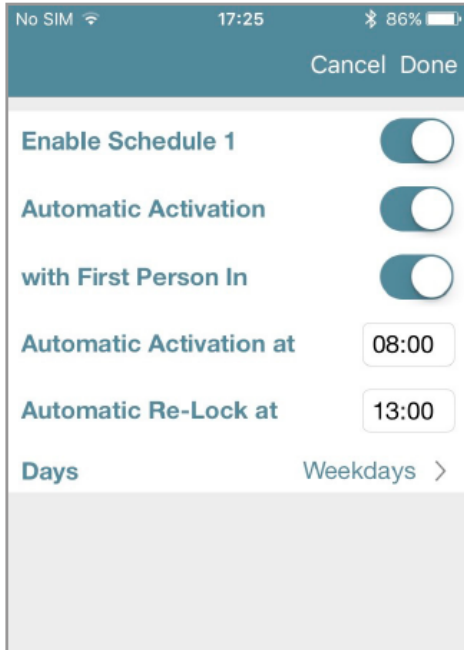 No SIM 17:25 86%
Cancel Done
Enable Schedule 1
Automatic Activation
with First Person In
Automatic Activation at 08:00
Automatic Re-Lock at 13:00
Days Weekdays >